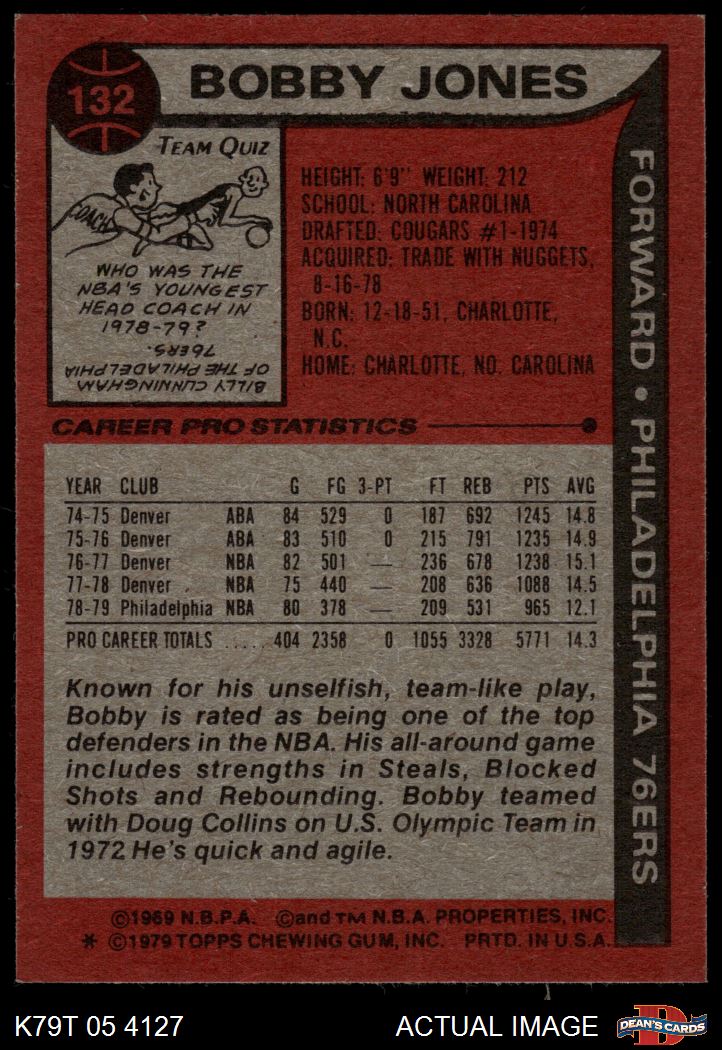 132
BOBBY JONES
TEAM QUIZ
COACH
WHO WAS THE
NBA'S YOUNGEST
HEAD COACH IN
1978-79?
BILLY CUNNINGHAM
OF THE PHILADELPHIA
76ERS.
HEIGHT: 6'9" WEIGHT: 212
SCHOOL: NORTH CAROLINA
DRAFTED: COUGARS #1-1974
ACQUIRED: TRADE WITH NUGGETS,
8-16-78
BORN: 12-18-51, CHARLOTTE,
N.C.
HOME: CHARLOTTE, NO. CAROLINA
FORWARD • PHILADELPHIA 76ERS
CAREER PRO STATISTICS
YEAR CLUB G FG 3-PT FT REB PTS AVG
74-75 Denver ABA 84 529 0 187 692 1245 14.8
75-76 Denver ABA 83 510 0 215 791 1235 14.9
76-77 Denver NBA 82 501 — 236 678 1238 15.1
77-78 Denver NBA 75 440 — 208 636 1088 14.5
78-79 Philadelphia NBA 80 378 — 209 531 965 12.1
PRO CAREER TOTALS ..... 404 2358 0 1055 3328 5771 14.3
Known for his unselfish, team-like play,
Bobby is rated as being one of the top
defenders in the NBA. His all-around game
includes strengths in Steals, Blocked
Shots and Rebounding. Bobby teamed
with Doug Collins on U.S. Olympic Team in
1972 He's quick and agile.
©1969 N.B.P.A. ©and TM N.B.A. PROPERTIES, INC.
* ©1979 TOPPS CHEWING GUM, INC. PRTD. IN U.S.A.
K79T 05 4127
ACTUAL IMAGE
DEAN'S CARDS